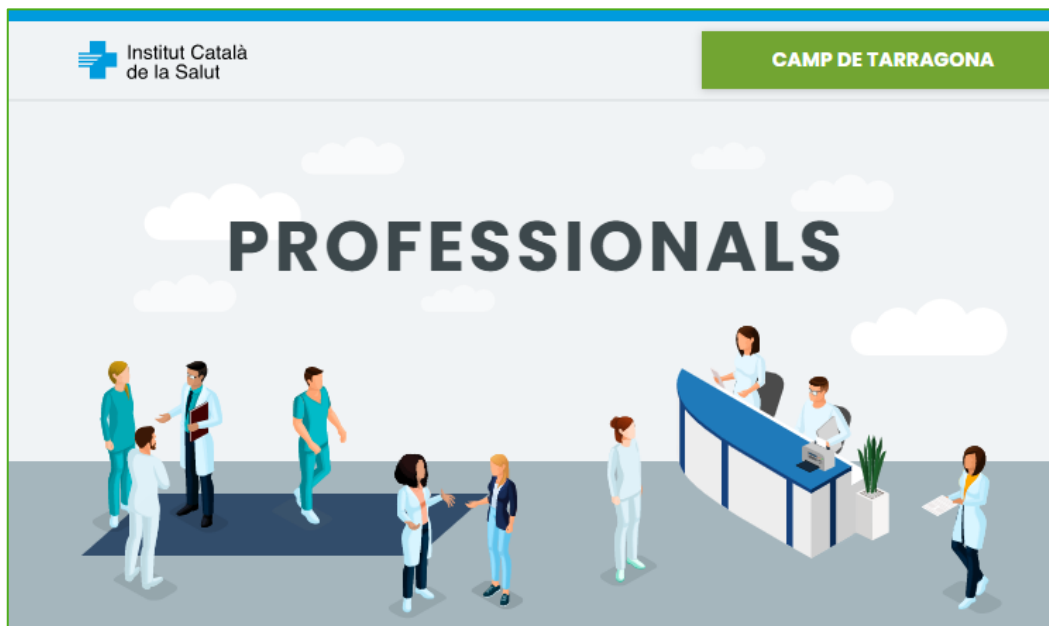 Institut Català
de la Salut
CAMP DE TARRAGONA
PROFESSIONALS